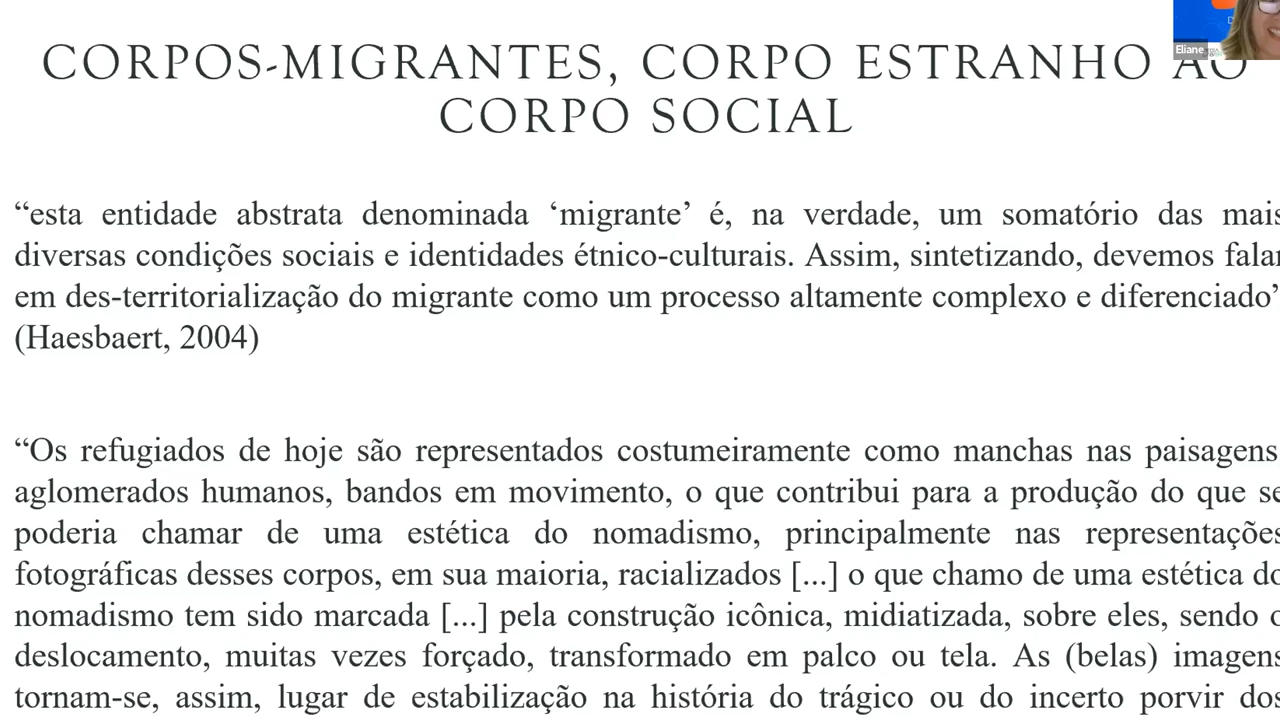 CORPOS-MIGRANTES, CORPO ESTRANHO AO
CORPO SOCIAL
Eliane
“esta entidade abstrata denominada ‘migrante’ é, na verdade, um somatório das mais
diversas condições sociais e identidades étnico-culturais. Assim, sintetizando, devemos falar
em des-territorialização do migrante como um processo altamente complexo e diferenciado”
(Haesbaert, 2004)
“Os refugiados de hoje são representados costumeiramente como manchas nas paisagens,
aglomerados humanos, bandos em movimento, o que contribui para a produção do que se
poderia chamar de uma estética do nomadismo, principalmente nas representações
fotográficas desses corpos, em sua maioria, racializados [...] o que chamo de uma estética do
nomadismo tem sido marcada [...] pela construção icônica, midiatizada, sobre eles, sendo o
deslocamento, muitas vezes forçado, transformado em palco ou tela. As (belas) imagens
tornam-se, assim, lugar de estabilização na história do trágico ou do incerto porvir dos